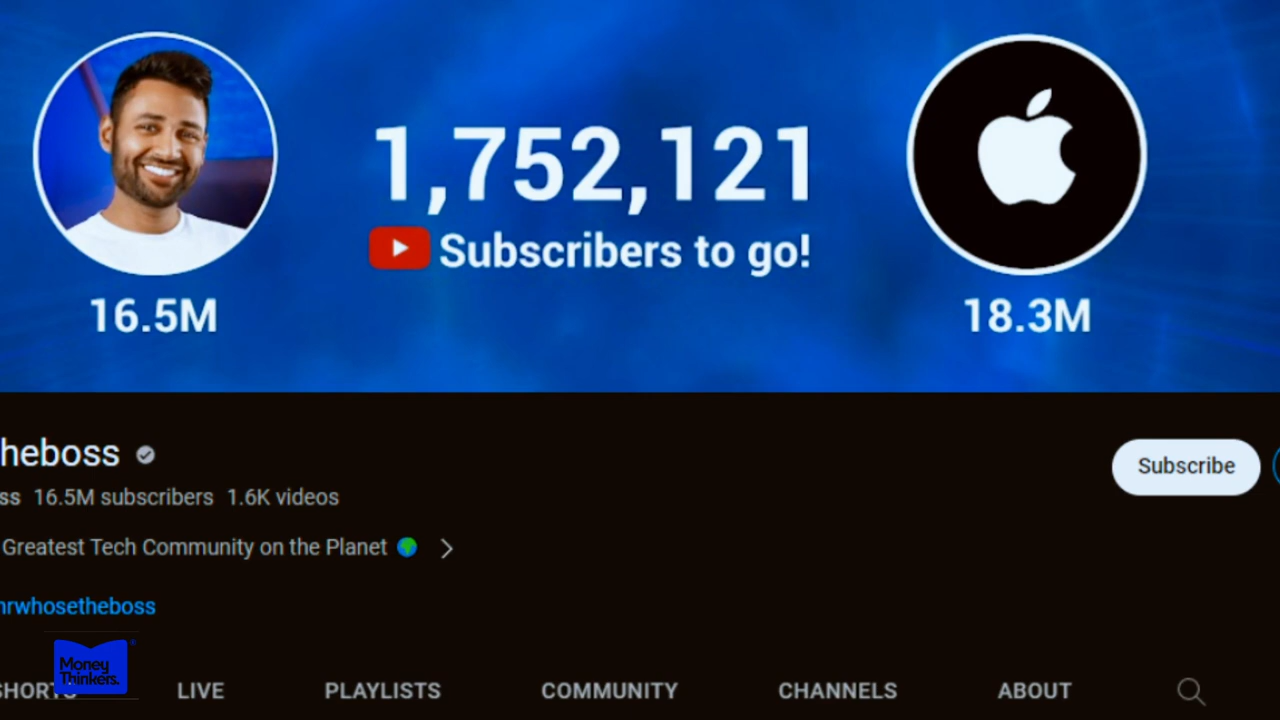 1,752,121
Subscribers to go!
16.5M
18.3M
heboss
ss 16.5M subscribers 1.6K videos
Subscribe
Greatest Tech Community on the Planet
nrwhosetheboss
Money
Thinkers.
SHORTS LIVE PLAYLISTS COMMUNITY CHANNELS ABOUT